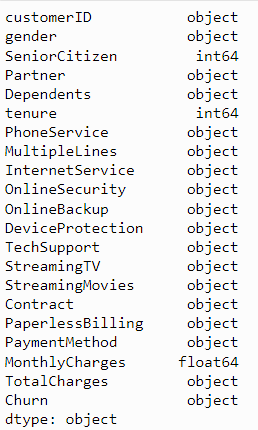 customerID object
gender object
SeniorCitizen int64
Partner object
Dependents object
tenure int64
PhoneService object
MultipleLines object
InternetService object
OnlineSecurity object
OnlineBackup object
DeviceProtection object
TechSupport object
StreamingTV object
StreamingMovies object
Contract object
PaperlessBilling object
PaymentMethod object
MonthlyCharges float64
TotalCharges object
Churn object
dtype: object